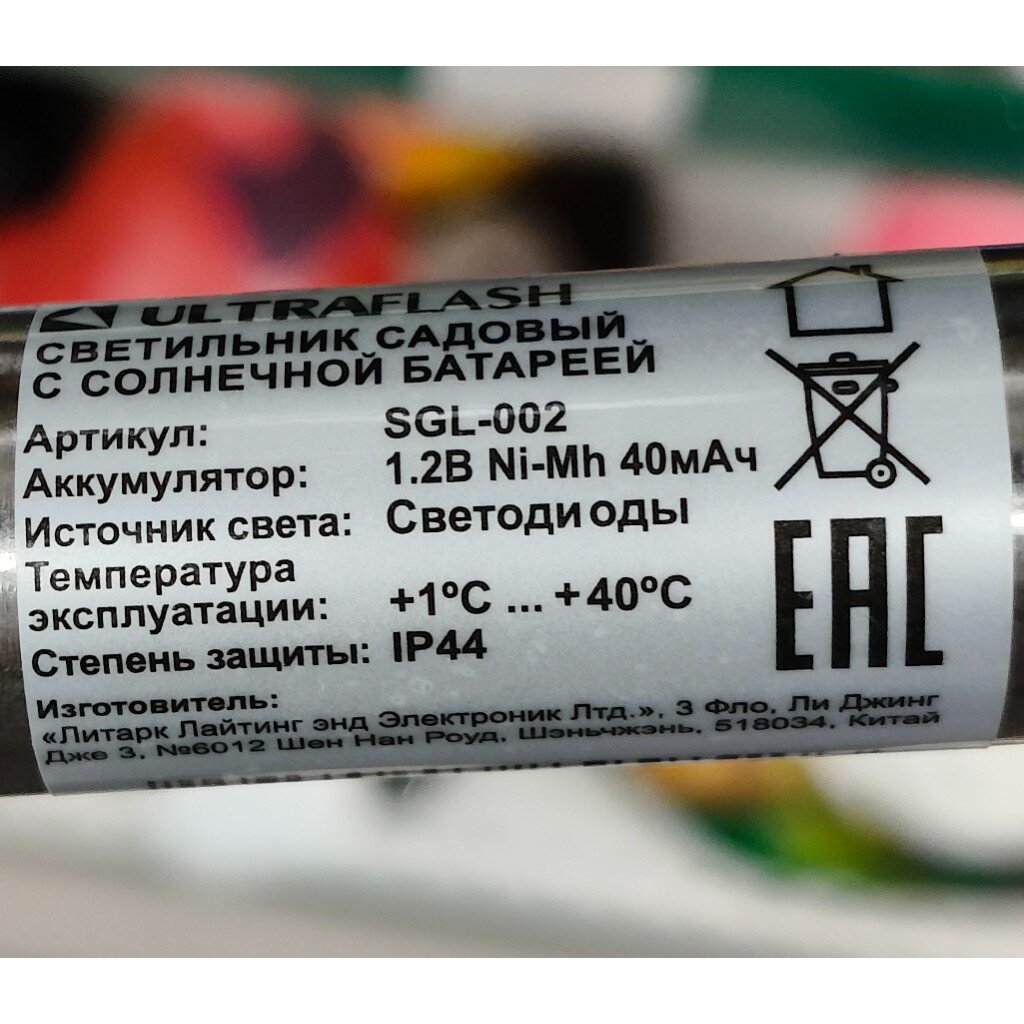 ULTRAFLASH
СВЕТИЛЬНИК САДОВЫЙ
С СОЛНЕЧНОЙ БАТАРЕЕЙ
Артикул: SGL-002
Аккумулятор: 1.2В Ni-Mh 40мАч
Источник света: Светодиоды
Температура
эксплуатации: +1ºС ... +40ºС
Степень защиты: IP44
EAC
Изготовитель:
«Литарк Лайтинг энд Электроник Лтд.», 3 Фло, Ли Джинг
Дже 3, №6012 Шен Нан Роуд, Шэньчжэнь, 518034, Китай